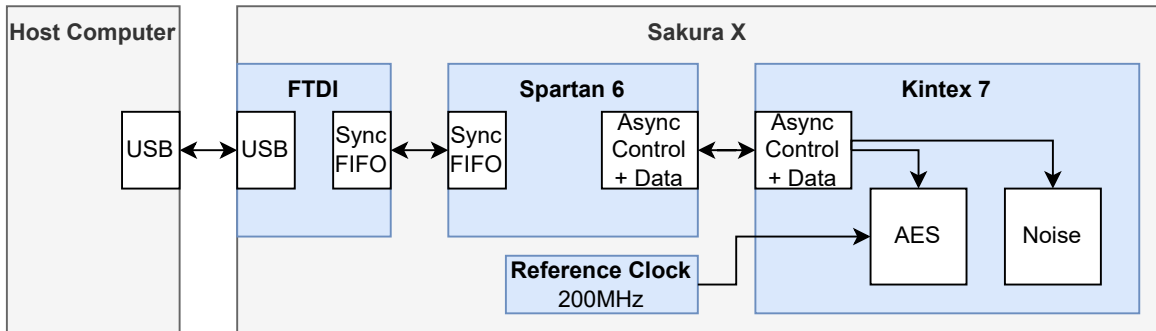 Host Computer
Sakura X
FTDI
Spartan 6
Kintex 7
USB
USB
Sync
FIFO
Sync
FIFO
Async
Control
+ Data
Async
Control
+ Data
AES
Noise
Reference Clock
200MHz